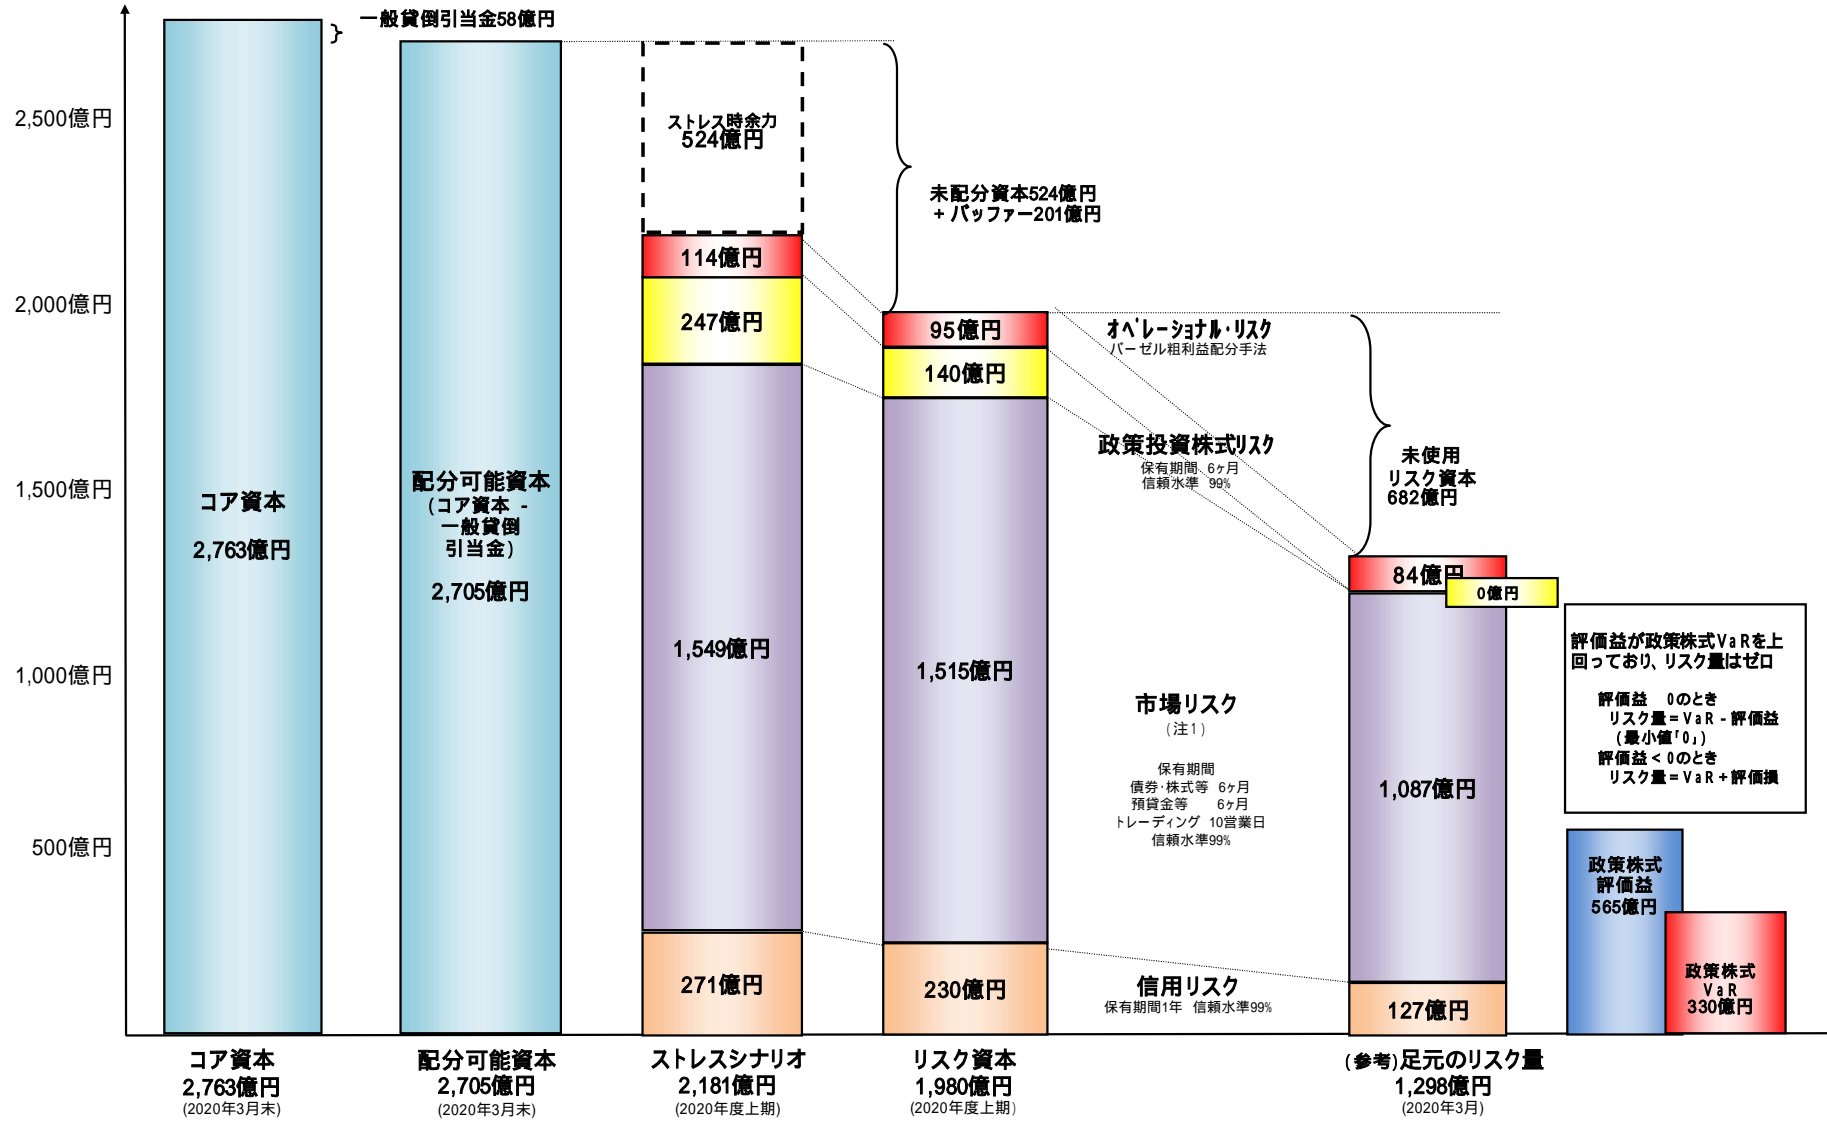 一般貸倒引当金58億円
2,500億円
2,000億円
1,500億円
1,000億円
500億円
コア資本
2,763億円
配分可能資本
(コア資本 -
一般貸倒
引当金)
2,705億円
ストレス時余力
524億円
114億円
247億円
1,549億円
271億円
未配分資本524億円
+ バッファー201億円
95億円
140億円
1,515億円
230億円
オペレーショナル・リスク
バーゼル粗利益配分手法
政策投資株式リスク
保有期間 6ヶ月
信頼水準 99%
市場リスク
(注1)
保有期間
債券・株式等 6ヶ月
預貸金等 6ヶ月
トレーディング 10営業日
信頼水準99%
信用リスク
保有期間1年 信頼水準99%
未使用
リスク資本
682億円
84億円
0億円
1,087億円
127億円
評価益が政策株式VaRを上
回っており、リスク量はゼロ
評価益 0のとき
リスク量=VaR - 評価益
(最小値「0」)
評価益 < 0のとき
リスク量=VaR + 評価損
政策株式
評価益
565億円
政策株式
VaR
330億円
コア資本
2,763億円
(2020年3月末)
配分可能資本
2,705億円
(2020年3月末)
ストレスシナリオ
2,181億円
(2020年度上期)
リスク資本
1,980億円
(2020年度上期)
(参考)足元のリスク量
1,298億円
(2020年3月)